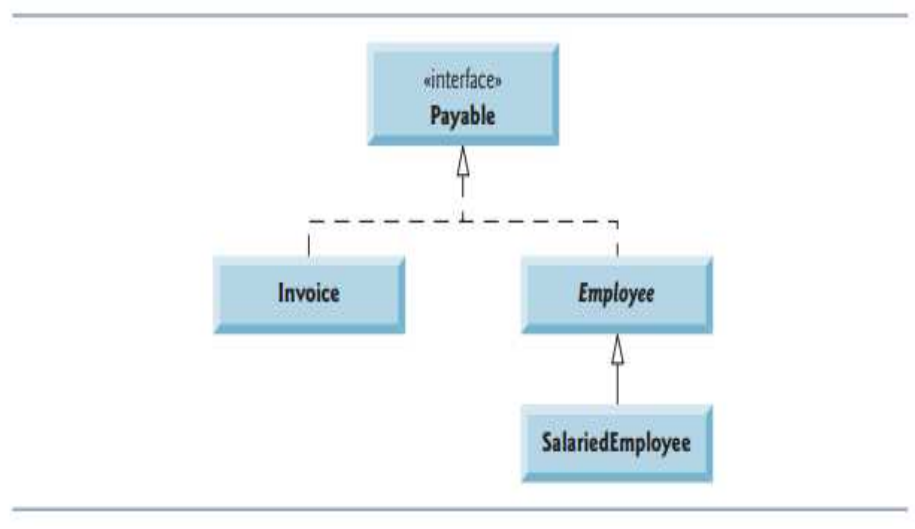 «interface»
Payable
Invoice
Employee
SalariedEmployee